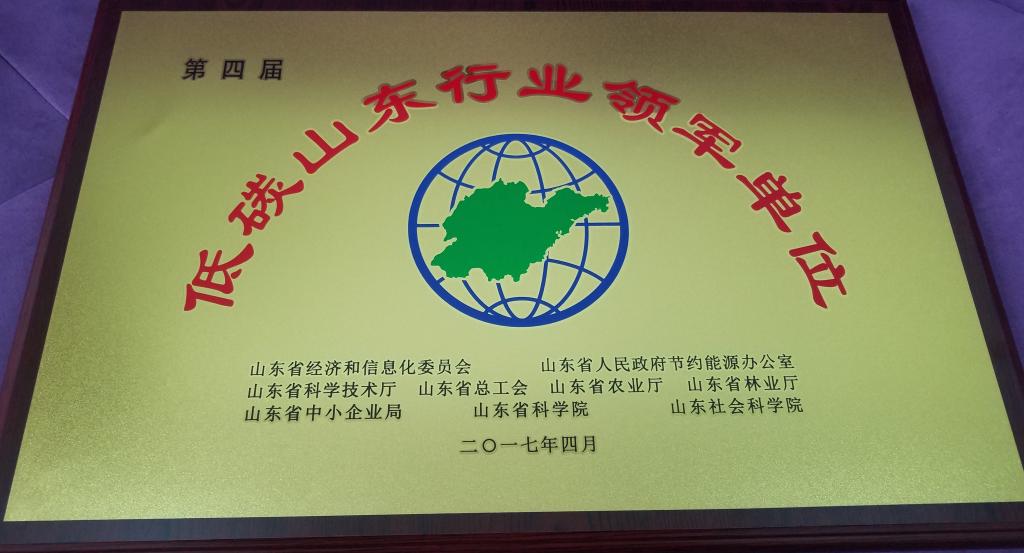 第四届
低碳山东行业领军单位
山东省经济和信息化委员会 山东省人民政府节约能源办公室
山东省科学技术厅 山东省总工会 山东省农业厅 山东省林业厅
山东省中小企业局 山东省科学院 山东社会科学院
二〇一七年四月